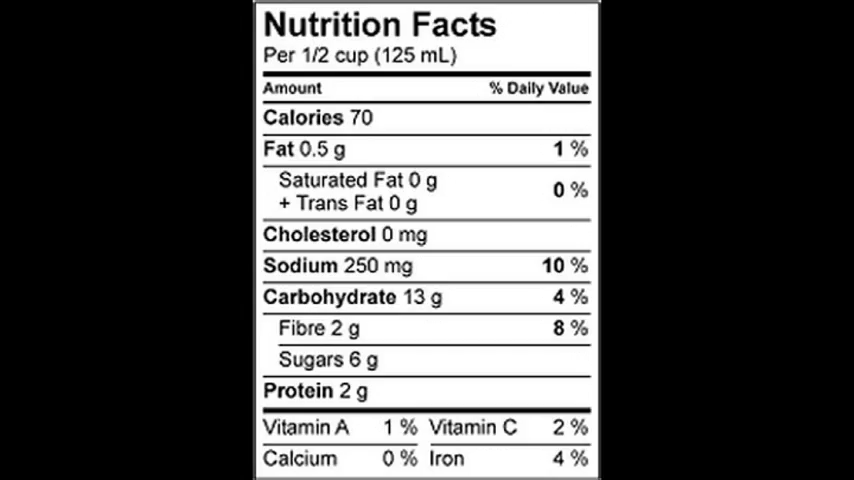 Nutrition Facts
Per 1/2 cup (125 mL)
Amount % Daily Value
Calories 70
Fat 0.5 g 1 %
Saturated Fat 0 g
+ Trans Fat 0 g 0 %
Cholesterol 0 mg
Sodium 250 mg 10 %
Carbohydrate 13 g 4 %
Fibre 2 g 8 %
Sugars 6 g
Protein 2 g
Vitamin A 1 % Vitamin C 2 %
Calcium 0 % Iron 4 %